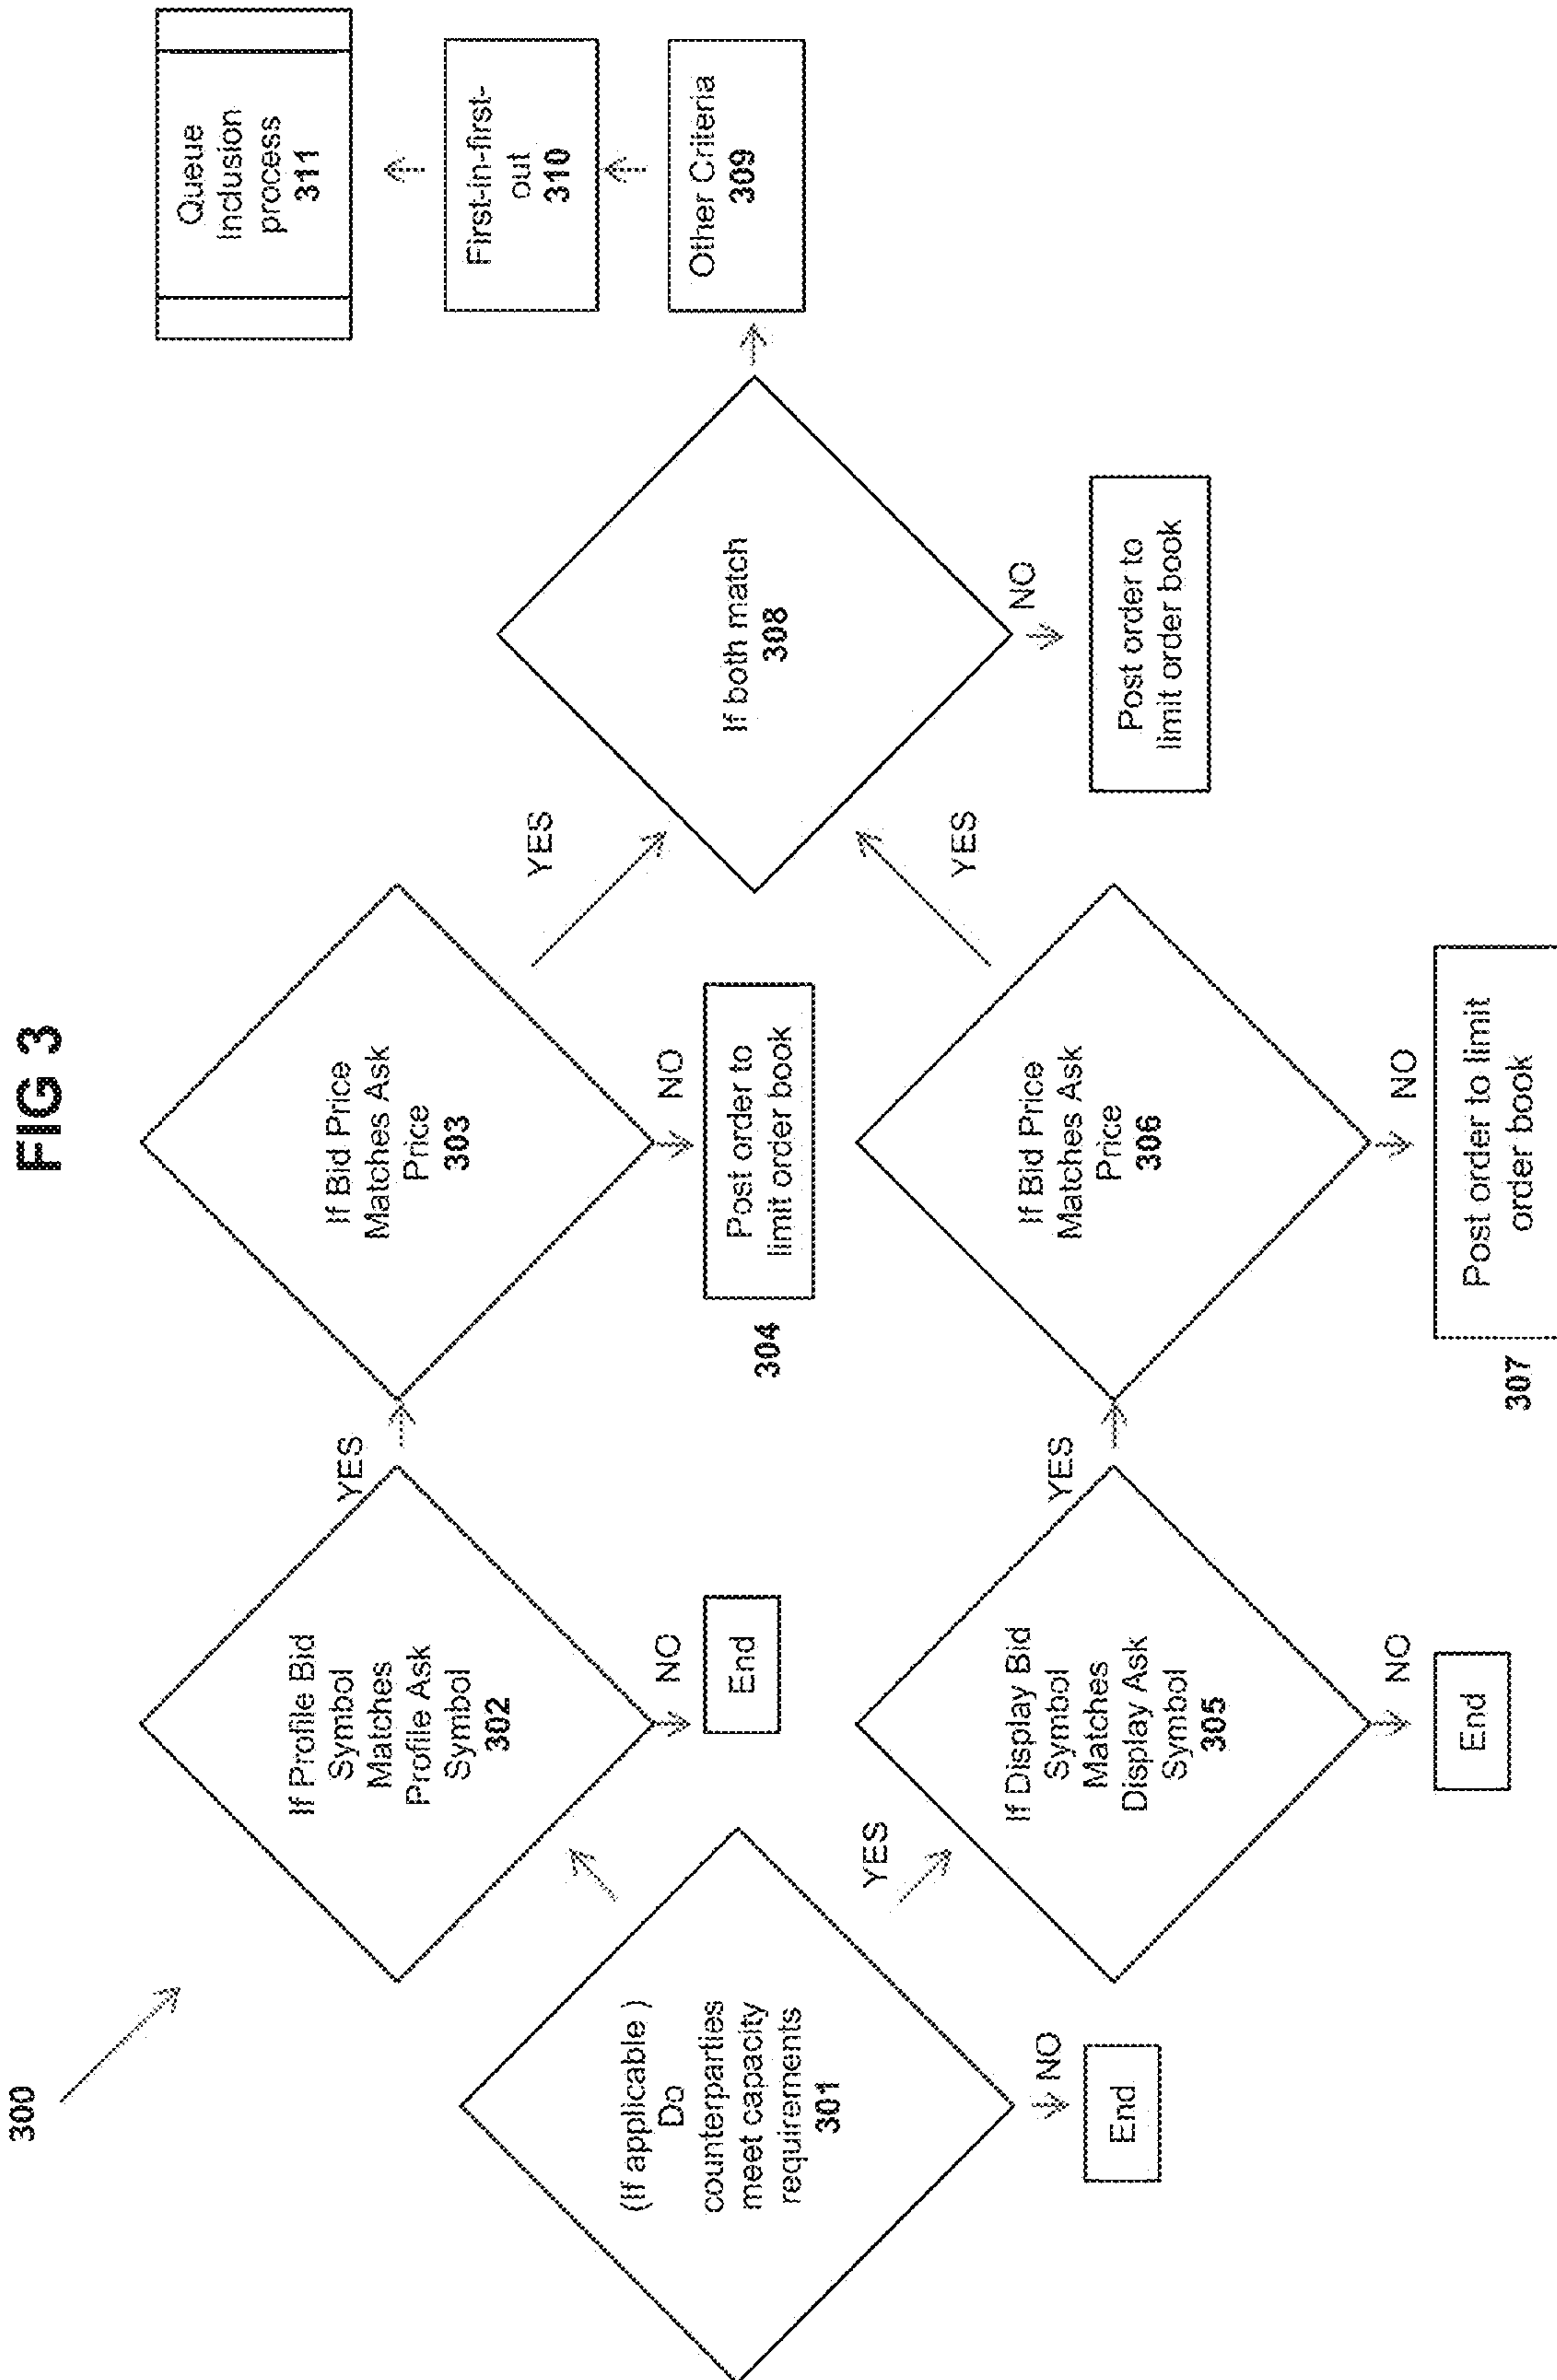 FIG 3
300
(If applicable )
Do
counterparties
meet capacity
requirements
301
NO
End
YES
If Profile Bid
Symbol
Matches
Profile Ask
Symbol
302
NO
End
YES
If Bid Price
Matches Ask
Price
303
NO
Post order to
limit order book
304
YES
If Display Bid
Symbol
Matches
Display Ask
Symbol
305
NO
End
YES
If Bid Price
Matches Ask
Price
306
NO
Post order to limit
order book
307
YES
If both match
308
NO
Post order to
limit order book
Other Criteria
309
First-in-first-
out
310
Queue
Inclusion
process
311